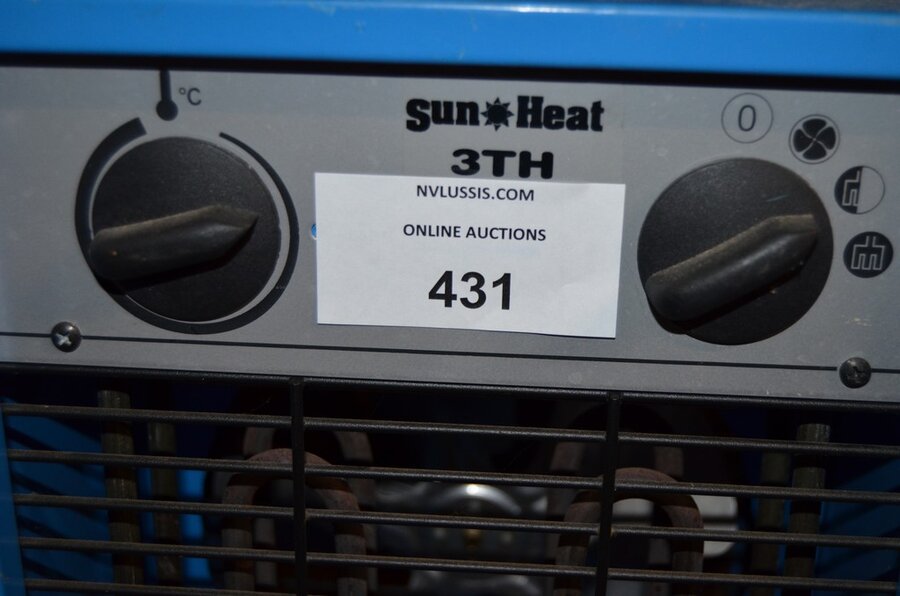 °C
Sun Heat
0
3TH
NVLUSSIS.COM
ONLINE AUCTIONS
431